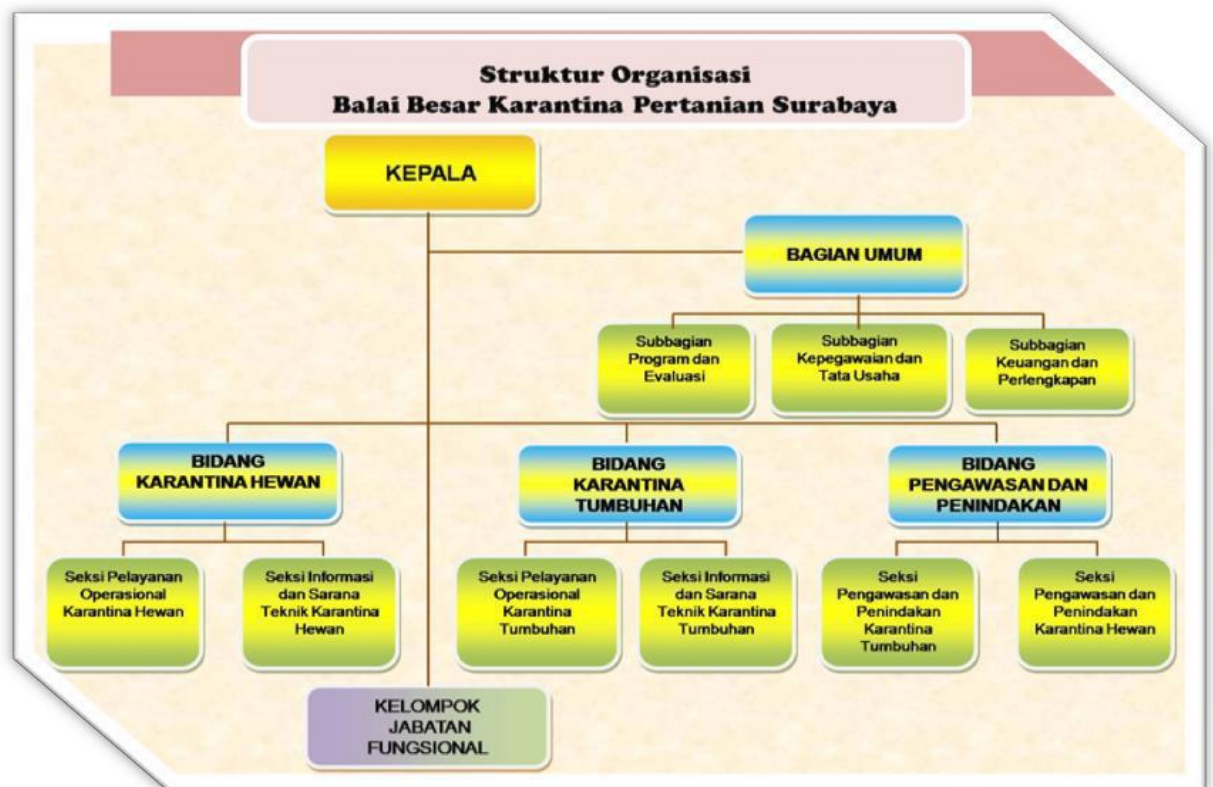 Struktur Organisasi
Balai Besar Karantina Pertanian Surabaya
KEPALA
BAGIAN UMUM
Subbagian
Program dan
Evaluasi
Subbagian
Kepegawaian dan
Tata Usaha
Subbagian
Keuangan dan
Perlengkapan
BIDANG
KARANTINA HEWAN
BIDANG
KARANTINA
TUMBUHAN
BIDANG
PENGAWASAN DAN
PENINDAKAN
Seksi Pelayanan
Operasional
Karantina Hewan
Seksi Informasi
dan Sarana
Teknik Karantina
Hewan
Seksi Pelayanan
Operasional
Karantina
Tumbuhan
Seksi Informasi
dan Sarana
Teknik Karantina
Tumbuhan
Seksi
Pengawasan dan
Penindakan
Karantina
Tumbuhan
Seksi
Pengawasan dan
Penindakan
Karantina Hewan
KELOMPOK
JABATAN
FUNGSIONAL